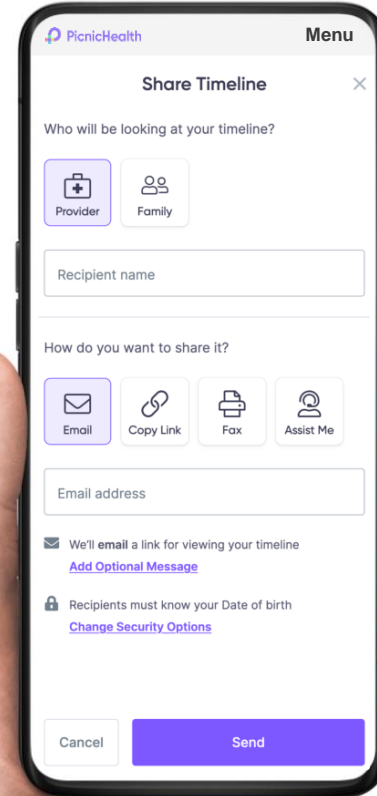 PicnicHealth
Menu
Share Timeline
Who will be looking at your timeline?
Provider
Family
Recipient name
How do you want to share it?
Email
Copy Link
Fax
Assist Me
Email address
We'll email a link for viewing your timeline
Add Optional Message
Recipients must know your Date of birth
Change Security Options
Cancel
Send